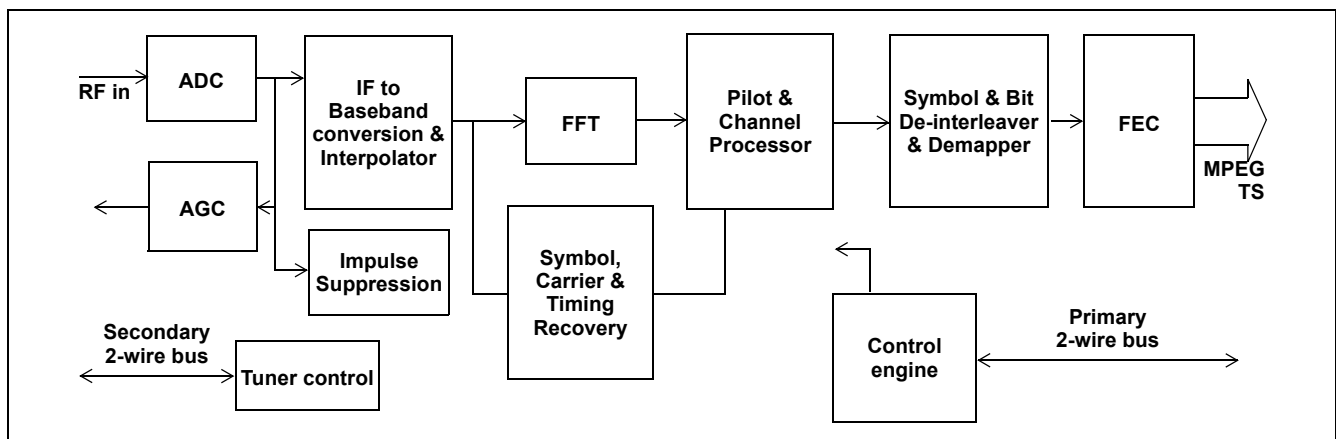 RF in
ADC
IF to
Baseband
conversion &
Interpolator
FFT
Pilot &
Channel
Processor
Symbol & Bit
De-interleaver
& Demapper
FEC
MPEG
TS
AGC
Impulse
Suppression
Symbol,
Carrier &
Timing
Recovery
Secondary
2-wire bus
Tuner control
Control
engine
Primary
2-wire bus